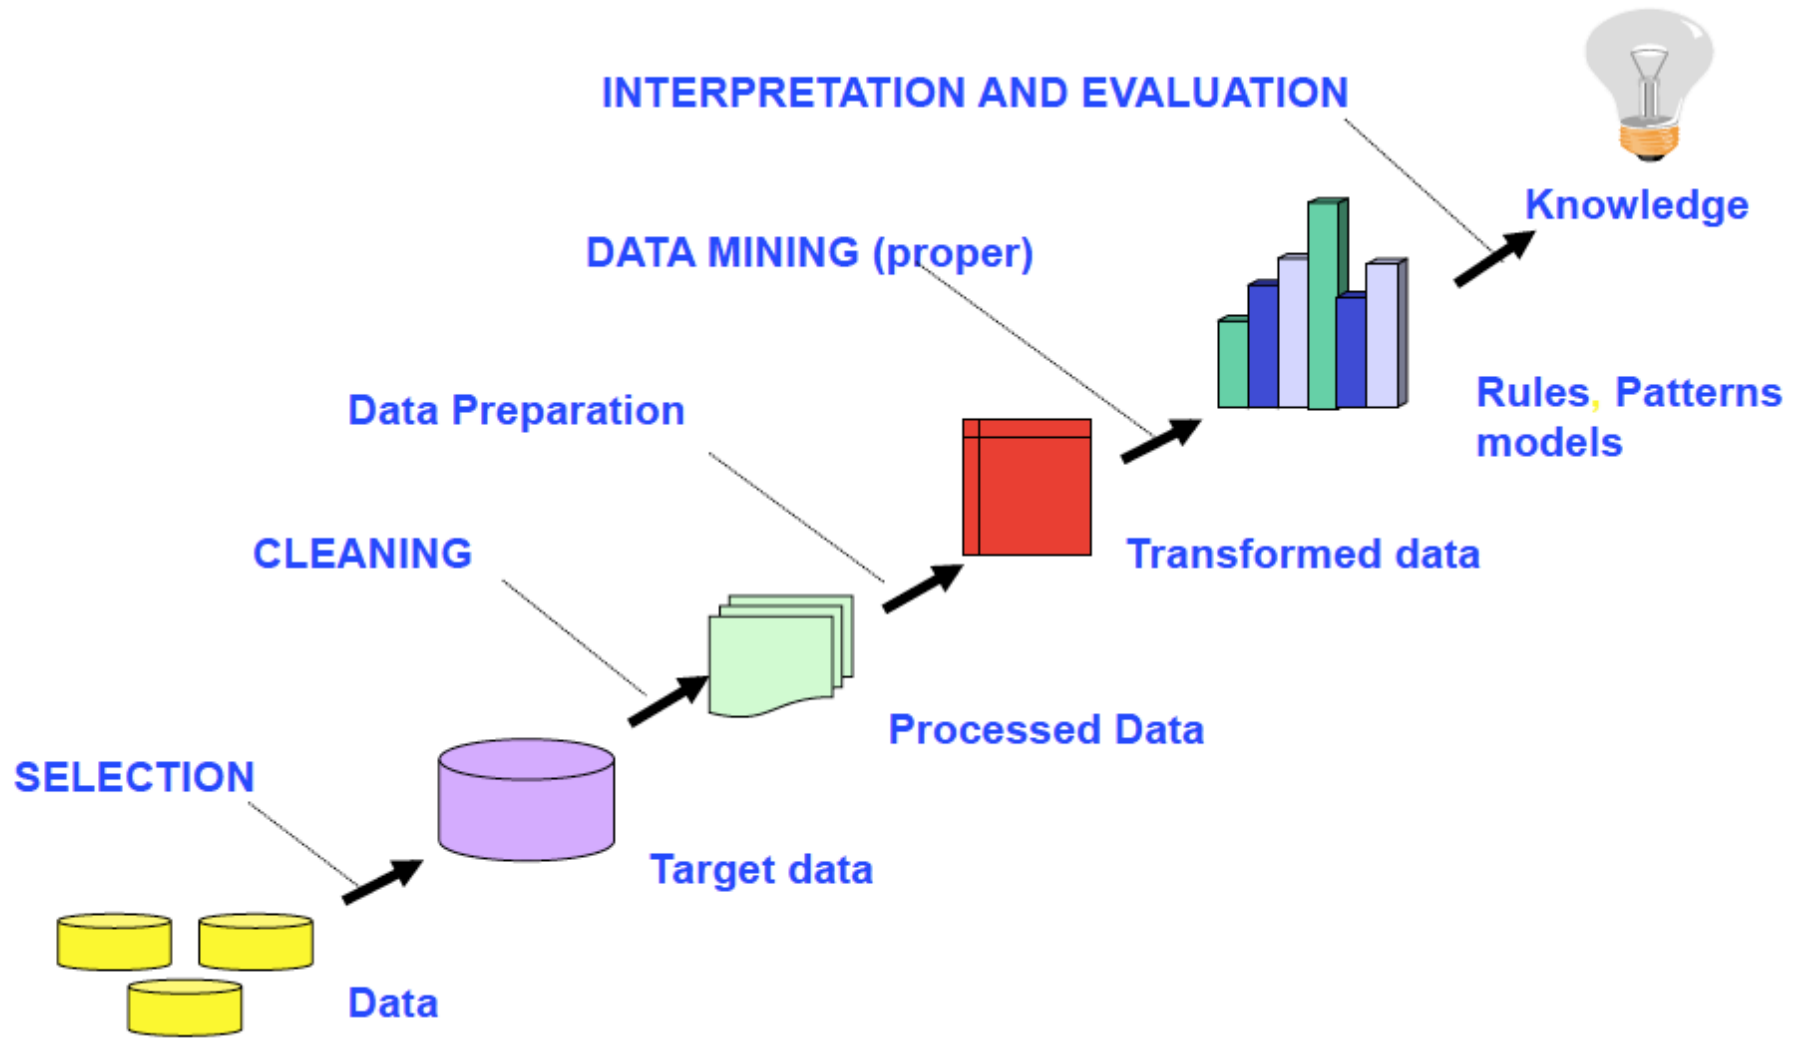 INTERPRETATION AND EVALUATION
Knowledge
DATA MINING (proper)
Rules, Patterns
models
Data Preparation
Transformed data
CLEANING
Processed Data
SELECTION
Target data
Data